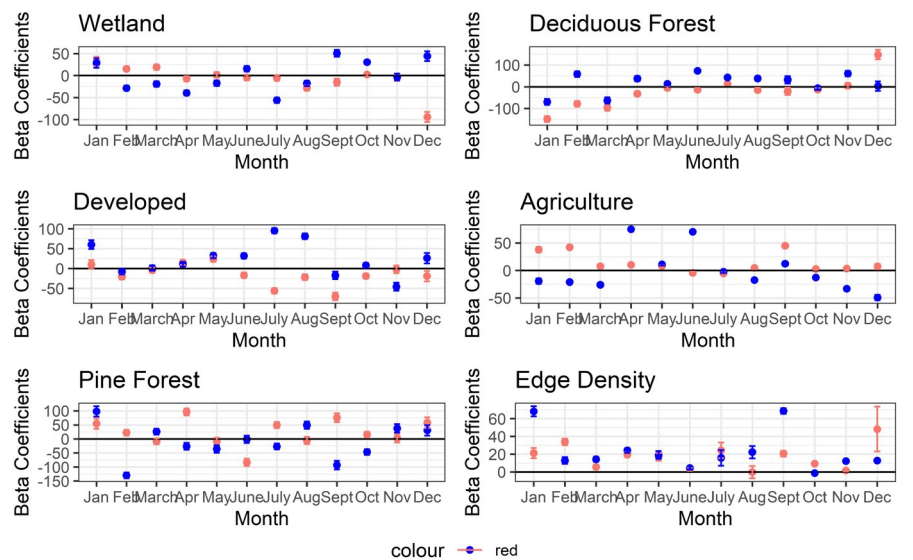 Wetland
Beta Coefficients
50
0
-50
-100
Jan Feb March Apr May June July Aug Sept Oct Nov Dec
Month
Deciduous Forest
Beta Coefficients
100
0
-100
Jan Feb March Apr May June July Aug Sept Oct Nov Dec
Month
Developed
Beta Coefficients
100
50
0
-50
Jan Feb March Apr May June July Aug Sept Oct Nov Dec
Month
Agriculture
Beta Coefficients
50
0
-50
Jan Feb March Apr May June July Aug Sept Oct Nov Dec
Month
Pine Forest
Beta Coefficients
100
50
0
-50
-100
-150
Jan Feb March Apr May June July Aug Sept Oct Nov Dec
Month
Edge Density
Beta Coefficients
60
40
20
0
Jan Feb March Apr May June July Aug Sept Oct Nov Dec
Month
colour red